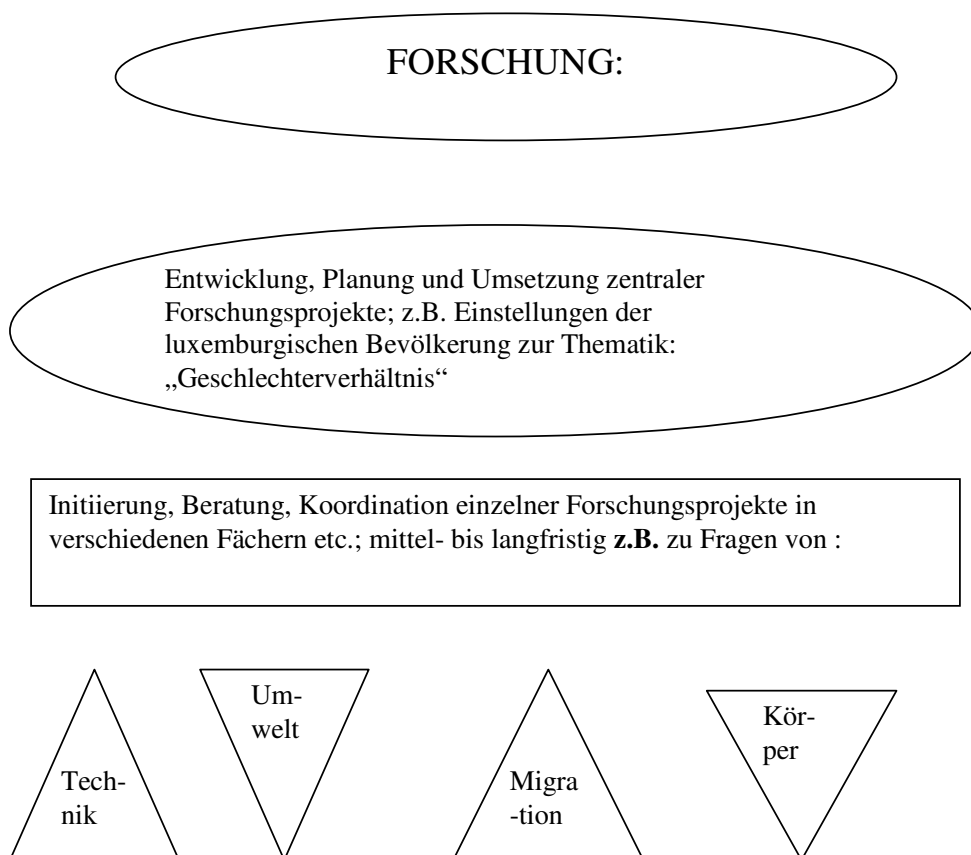 FORSCHUNG:
Entwicklung, Planung und Umsetzung zentraler
Forschungsprojekte; z.B. Einstellungen der
luxemburgischen Bevölkerung zur Thematik:
„Geschlechterverhältnis“
Initiierung, Beratung, Koordination einzelner Forschungsprojekte in
verschiedenen Fächern etc.; mittel- bis langfristig z.B. zu Fragen von :
Tech-
nik
Um-
welt
Migra
-tion
Kör-
per